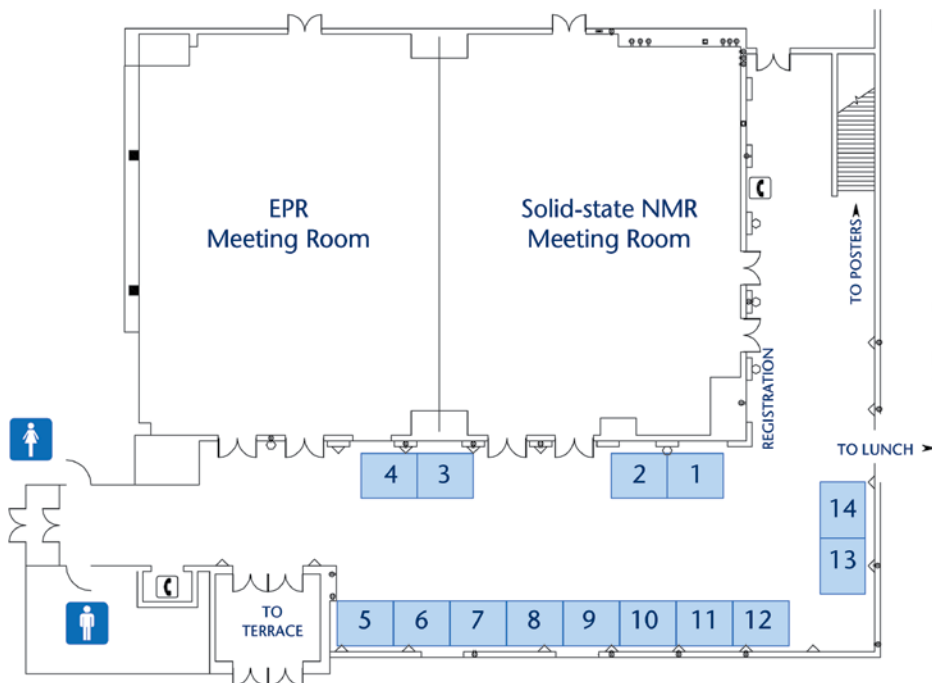 EPR
Meeting Room
Solid-state NMR
Meeting Room
TO POSTERS
REGISTRATION
TO LUNCH
4 3
2 1
14
13
TO
TERRACE
5 6 7 8 9 10 11 12